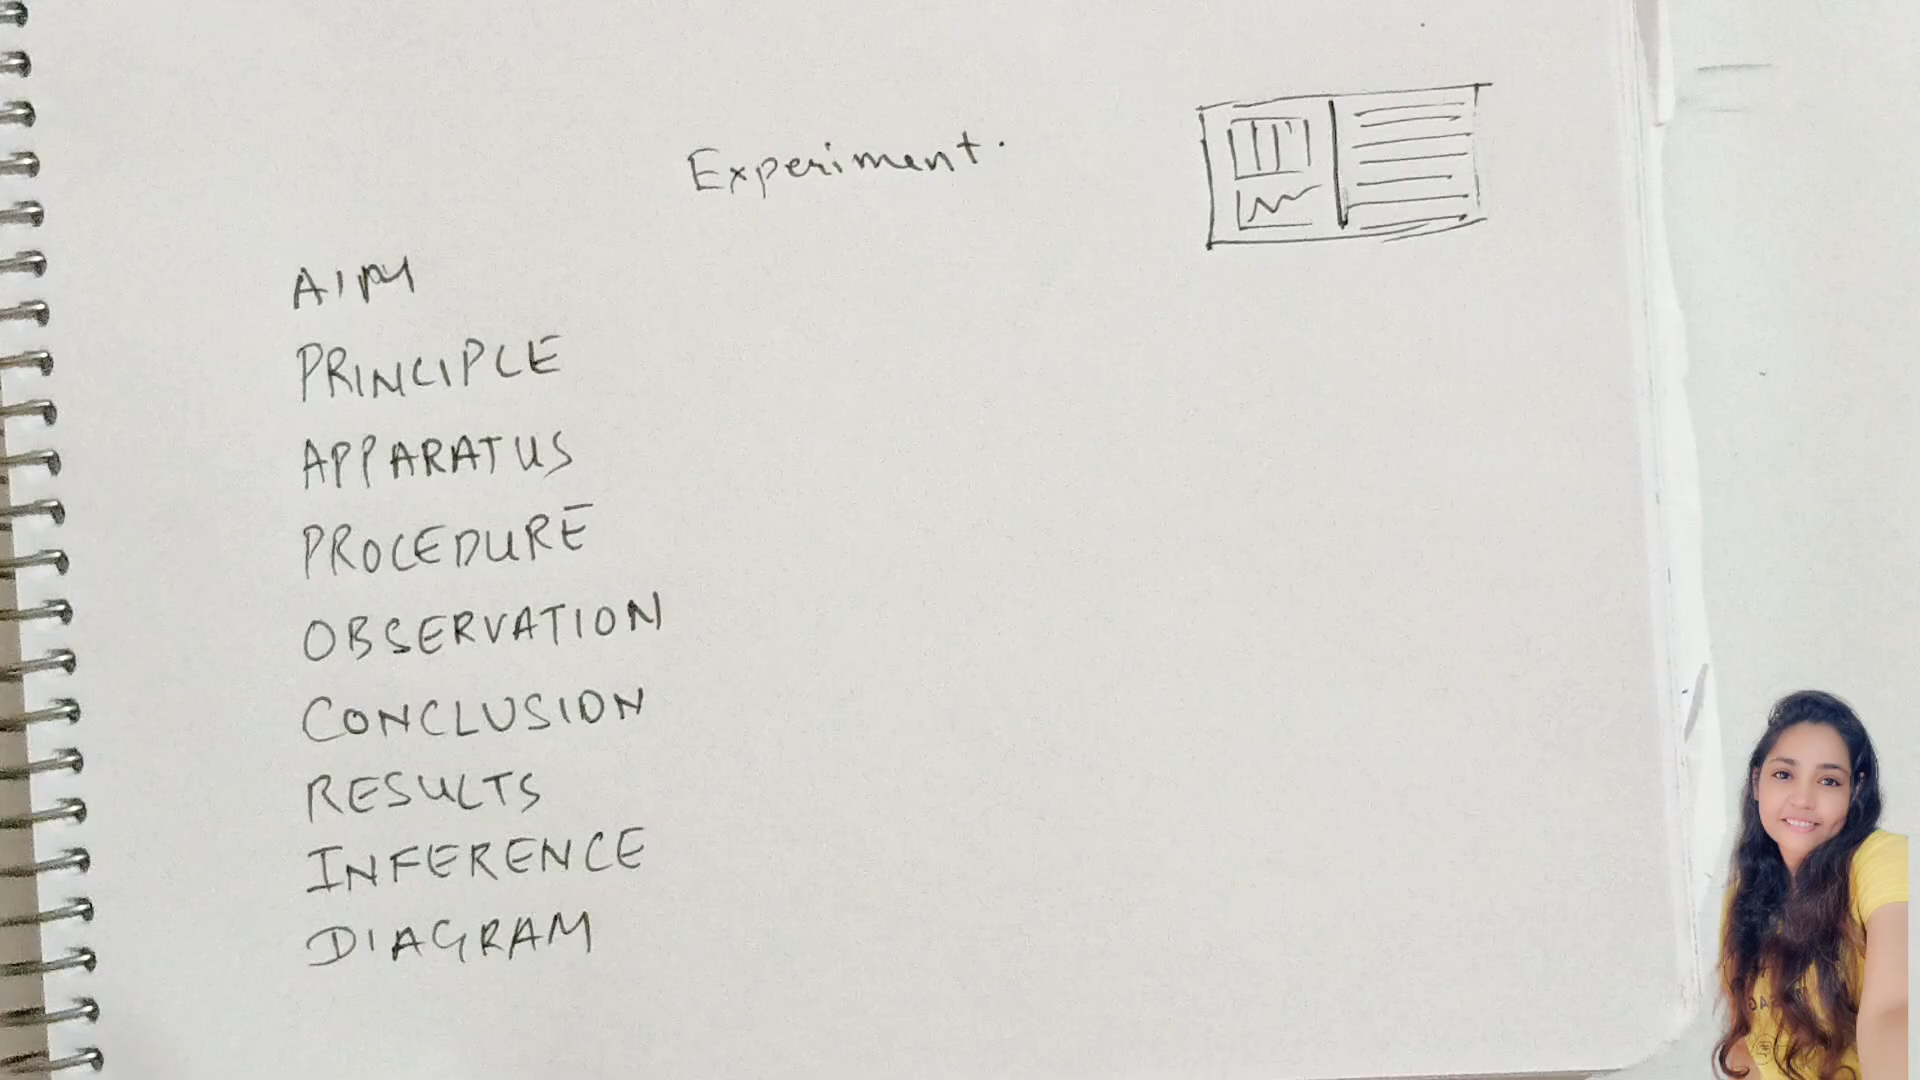 Experiment.
AIM
PRINCIPLE
APPARATUS
PROCEDURE
OBSERVATION
CONCLUSION
RESULTS
INFERENCE
DIAGRAM